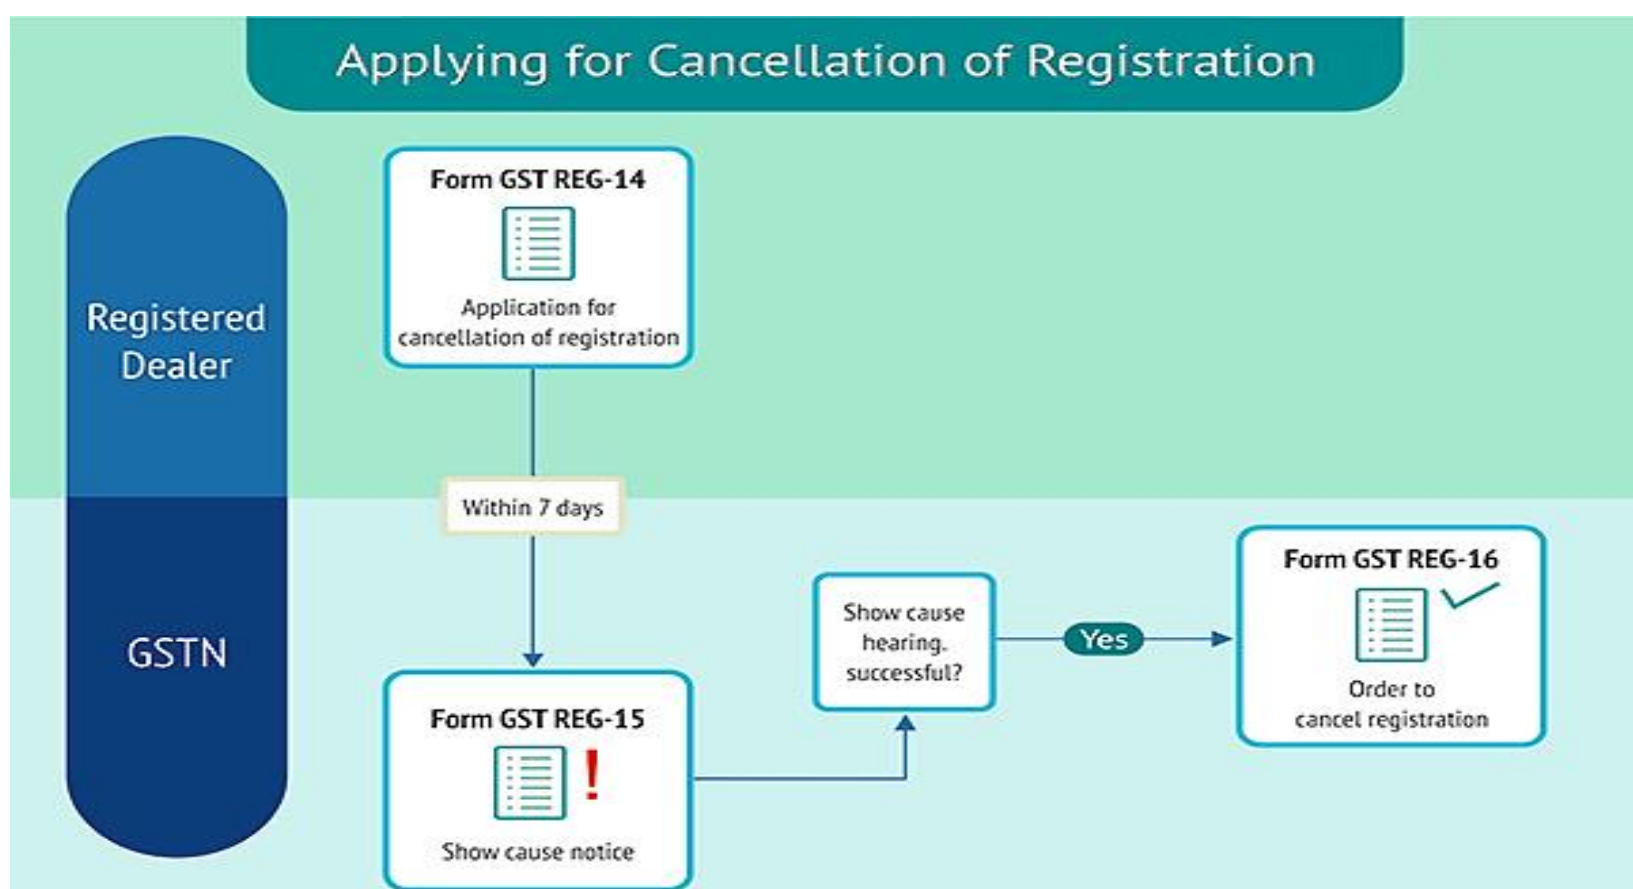 Applying for Cancellation of Registration
Registered
Dealer
Form GST REG-14
Application for
cancellation of registration
Within 7 days
GSTN
Form GST REG-15
!
Show cause notice
Show cause
hearing.
successful?
Yes
Form GST REG-16
Order to
cancel registration